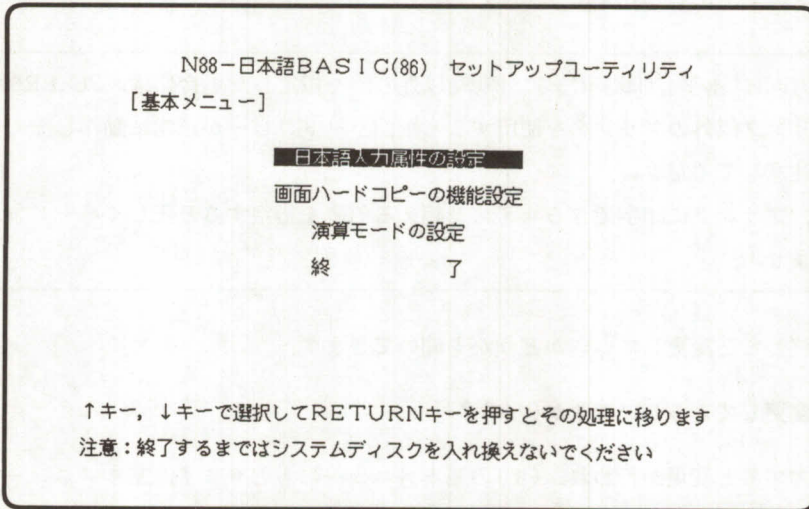 N88-日本語BASIC(86) セットアップユーティリティ
[基本メニュー]
日本語入力属性の設定
画面ハードコピーの機能設定
演算モードの設定
終 了
↑キー，↓キーで選択してRETURNキーを押すとその処理に移ります
注意：終了するまではシステムディスクを入れ換えないでください